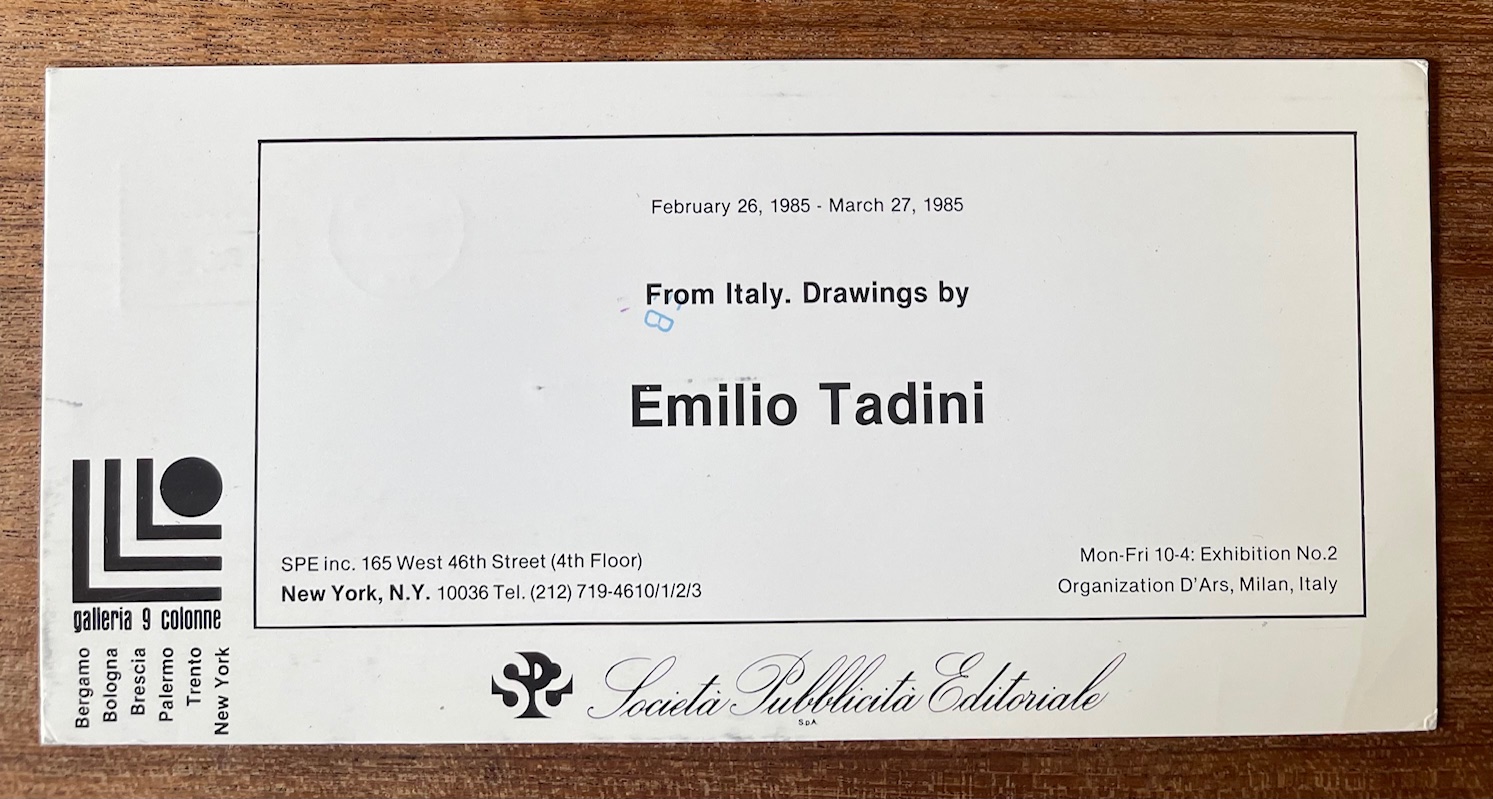 February 26, 1985 - March 27, 1985
From Italy. Drawings by
B
Emilio Tadini
SPE inc. 165 West 46th Street (4th Floor)
New York, N.Y. 10036 Tel. (212) 719-4610/1/2/3
Mon-Fri 10-4: Exhibition No.2
Organization D'Ars, Milan, Italy
galleria 9 colonne
Bergamo
Bologna
Brescia
Palermo
Trento
New York
SPE
Società Pubblicità Editoriale
S.p.A.